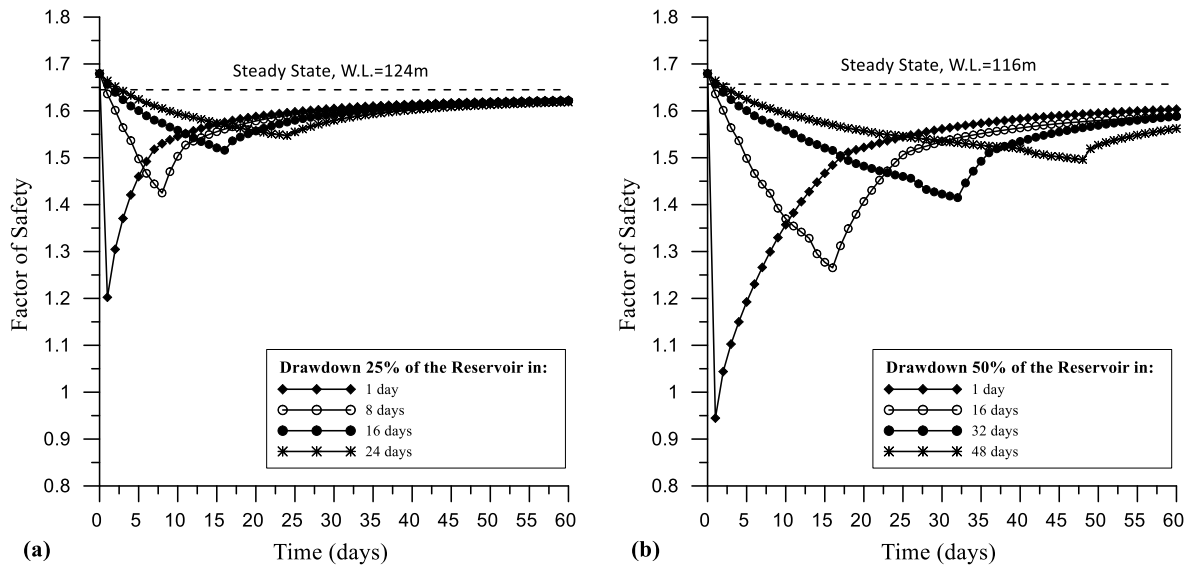 1.8
1.7
1.6
1.5
1.4
1.3
1.2
1.1
1
0.9
0.8
Factor of Safety
Steady State, W.L.=124m
Drawdown 25% of the Reservoir in:
1 day
8 days
16 days
24 days
0 5 10 15 20 25 30 35 40 45 50 55 60
(a)
Time (days)
1.8
1.7
1.6
1.5
1.4
1.3
1.2
1.1
1
0.9
0.8
Factor of Safety
Steady State, W.L.=116m
Drawdown 50% of the Reservoir in:
1 day
16 days
32 days
48 days
0 5 10 15 20 25 30 35 40 45 50 55 60
(b)
Time (days)